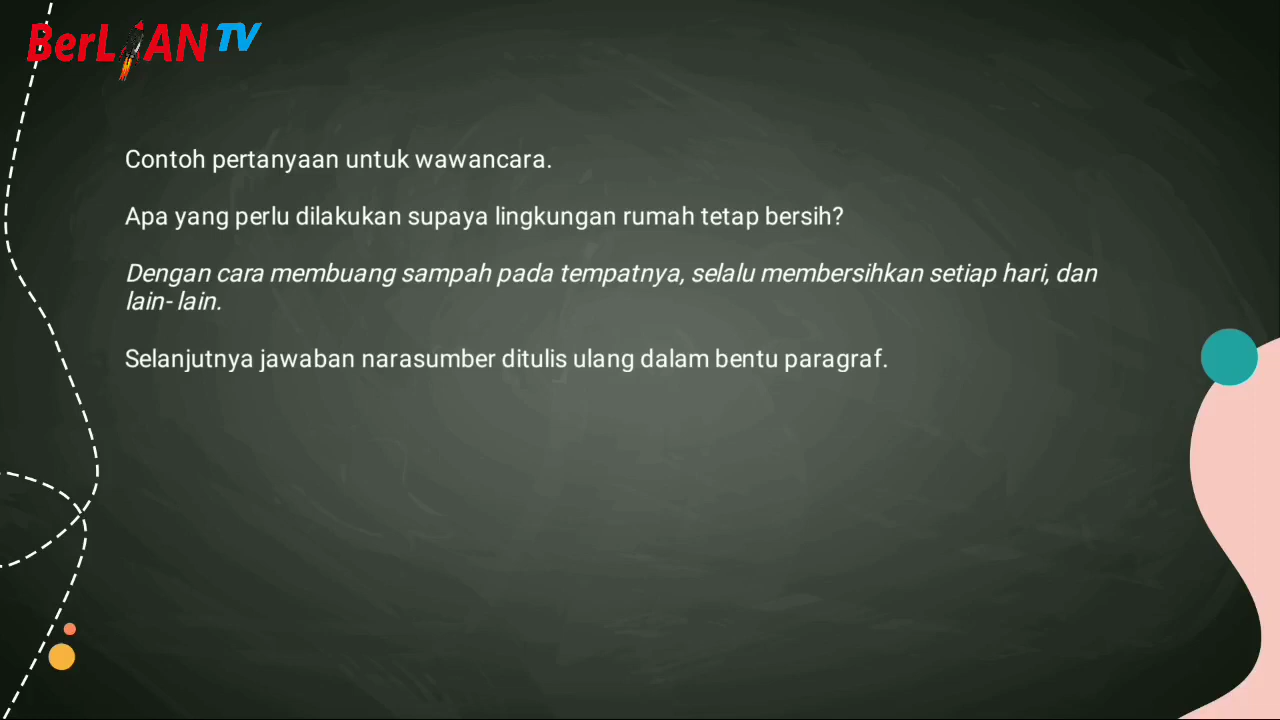 BerLiAN TV
Contoh pertanyaan untuk wawancara.
Apa yang perlu dilakukan supaya lingkungan rumah tetap bersih?
Dengan cara membuang sampah pada tempatnya, selalu membersihkan setiap hari, dan
lain- lain.
Selanjutnya jawaban narasumber ditulis ulang dalam bentu paragraf.